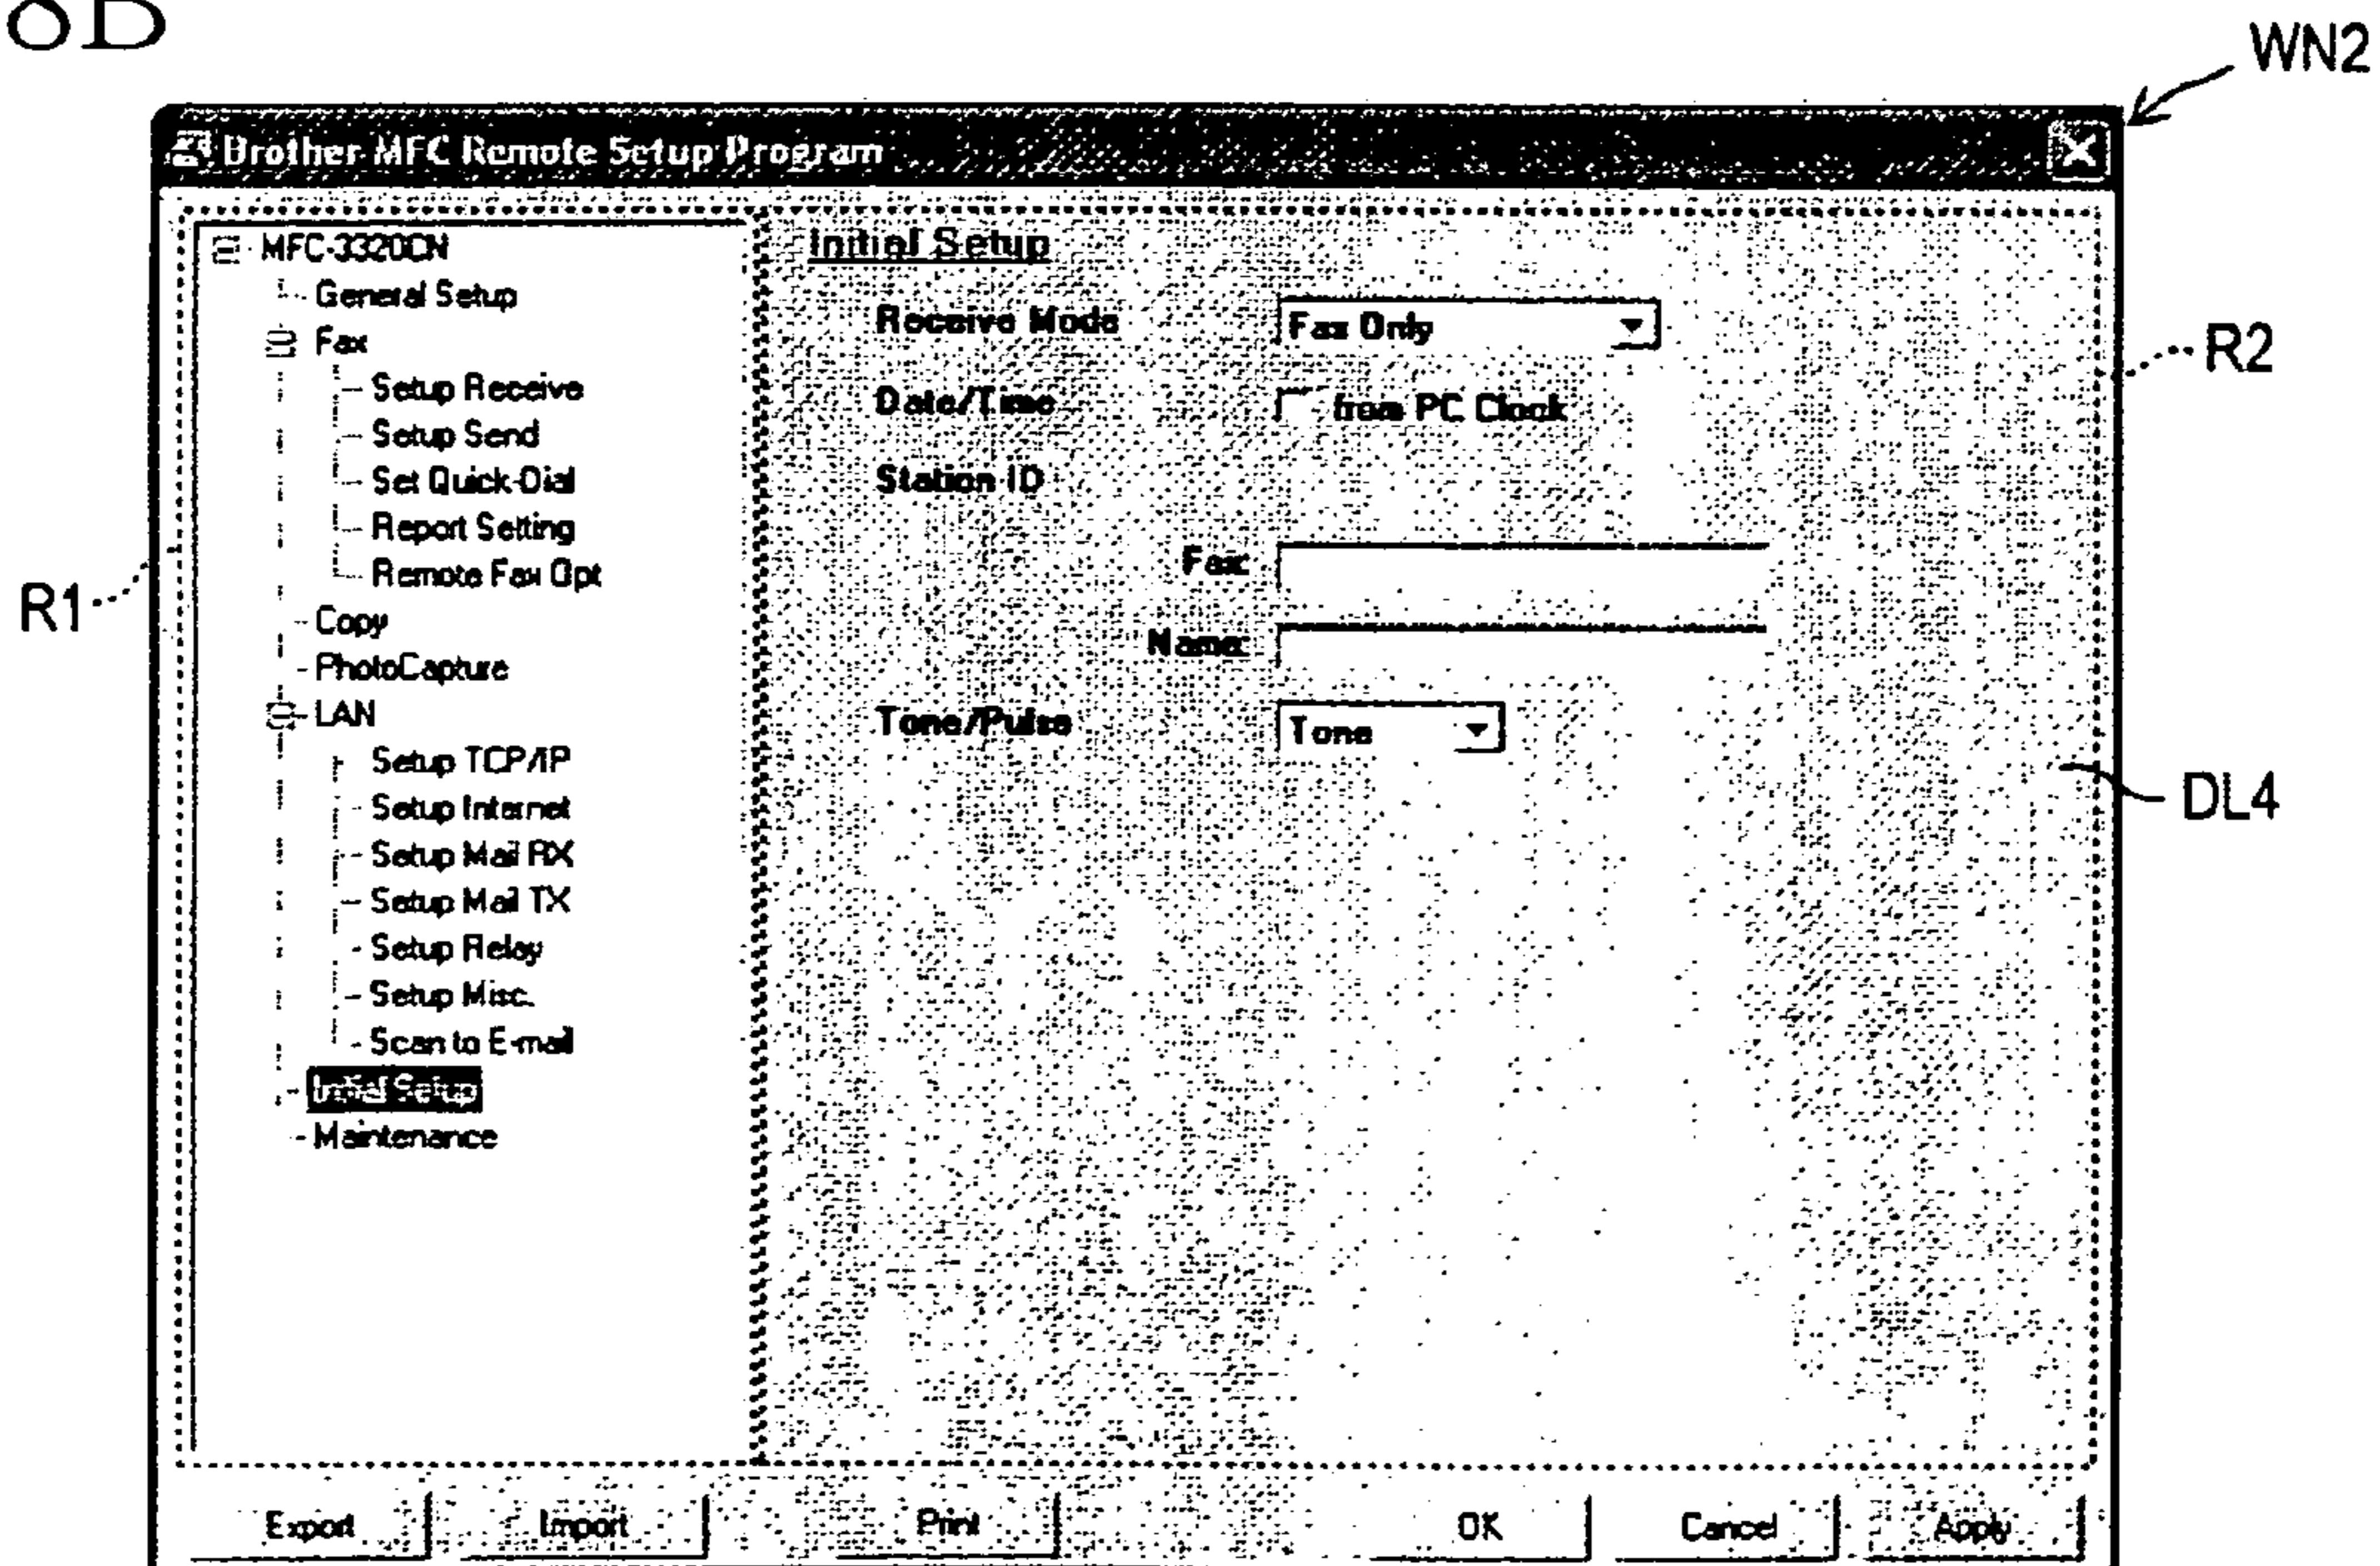 8D
WN2
Brother MFC Remote Setup Program
MFC-3320CN
General Setup
Fax
Setup Receive
Setup Send
Set Quick-Dial
Report Setting
Remote Fax Opt
Copy
PhotoCapture
LAN
Setup TCP/IP
Setup Internet
Setup Mail RX
Setup Mail TX
Setup Relay
Setup Misc.
Scan to E-mail
Initial Setup
Maintenance
R1
Initial Setup
Receive Mode Fax Only
Date/Time from PC Clock
Station ID
Fax:
Name:
Tone/Pulse Tone
R2
DL4
Export Import Print OK Cancel Apply